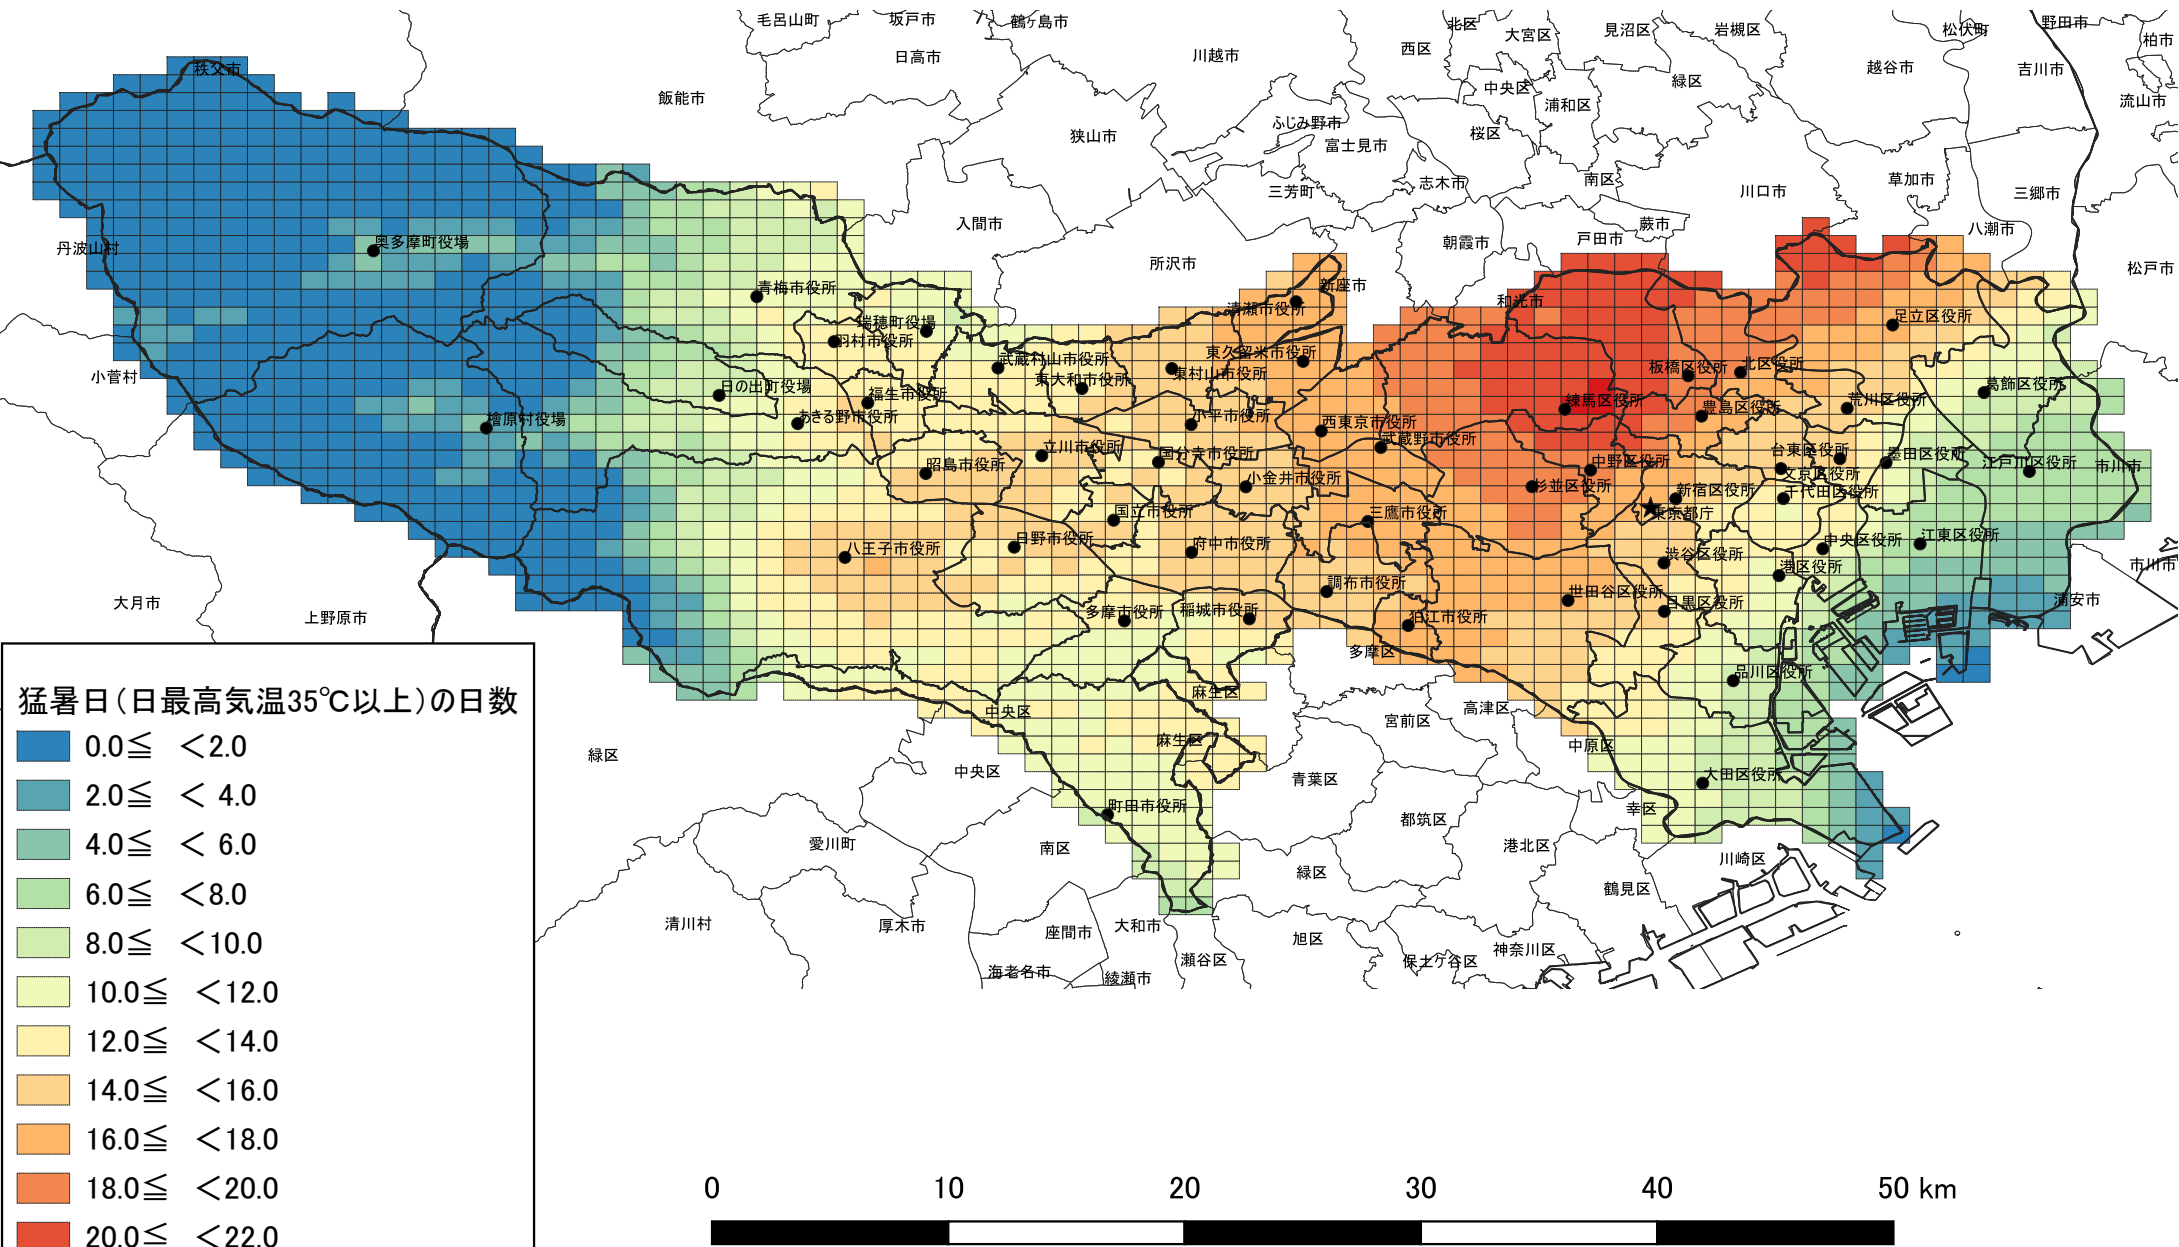 毛呂山町
坂戸市
鶴ヶ島市
北区
大宮区
見沼区
岩槻区
松伏町
野田市
柏市
西区
川越市
日高市
秩父市
飯能市
中央区
浦和区
緑区
越谷市
吉川市
流山市
狭山市
ふじみ野市
富士見市
桜区
南区
川口市
草加市
三郷市
三芳町
志木市
入間市
朝霞市
戸田市
蕨市
八潮市
丹波山村
奥多摩町役場
所沢市
松戸市
青梅市役所
新座市
和光市
清瀬市役所
足立区役所
瑞穂町役場
羽村市役所
武蔵村山市役所
東久留米市役所
東村山市役所
東大和市役所
板橋区役所
北区役所
小菅村
日の出町役場
福生市役所
葛飾区役所
練馬区役所
豊島区役所
荒川区役所
檜原村役場
あきる野市役所
小平市役所
西東京市役所
武蔵野市役所
立川市役所
国分寺市役所
台東区役所
墨田区役所
江戸川区役所
市川市
昭島市役所
中野区役所
文京区役所
小金井市役所
杉並区役所
新宿区役所
千代田区役所
国立市役所
三鷹市役所
東京都庁
日野市役所
府中市役所
中央区役所
江東区役所
八王子市役所
渋谷区役所
港区役所
市川市
調布市役所
世田谷区役所
目黒区役所
浦安市
大月市
上野原市
多摩市役所
稲城市役所
狛江市役所
多摩区
品川区役所
麻生区
中央区
宮前区
高津区
麻生区
中原区
緑区
中央区
青葉区
大田区役所
町田市役所
都筑区
幸区
愛川町
南区
港北区
川崎区
緑区
鶴見区
清川村
厚木市
座間市
大和市
旭区
神奈川区
瀬谷区
保土ケ谷区
海老名市
綾瀬市
猛暑日（日最高気温35℃以上）の日数
0.0≦ ＜2.0
2.0≦ ＜ 4.0
4.0≦ ＜ 6.0
6.0≦ ＜8.0
8.0≦ ＜10.0
10.0≦ ＜12.0
12.0≦ ＜14.0
14.0≦ ＜16.0
16.0≦ ＜18.0
18.0≦ ＜20.0
20.0≦ ＜22.0
0 10 20 30 40 50 km